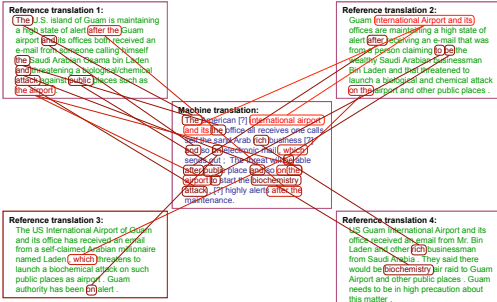 Reference translation 1:
The U.S. island of Guam is maintaining
a high state of alert after the Guam
airport and its offices both received an
e-mail from someone calling himself
the Saudi Arabian Osama bin Laden
and threatening a biological/chemical
attack against public places such as
the airport .
Reference translation 2:
Guam International Airport and its
offices are maintaining a high state of
alert after receiving an e-mail that was
from a person claiming to be the
wealthy Saudi Arabian businessman
Bin Laden and that threatened to
launch a biological and chemical attack
on the airport and other public places .
Machine translation:
The American [?] international airport
and its the office all receives one calls
self the sand Arab rich business [?]
and so on electronic mail , which
sends out ; The threat will be able
after public place and so on the
airport to start the biochemistry
attack , [?] highly alerts after the
maintenance.
Reference translation 3:
The US International Airport of Guam
and its office has received an email
from a self-claimed Arabian millionaire
named Laden , which threatens to
launch a biochemical attack on such
public places as airport . Guam
authority has been on alert .
Reference translation 4:
US Guam International Airport and its
office received an email from Mr. Bin
Laden and other rich businessman
from Saudi Arabia . They said there
would be biochemistry air raid to Guam
Airport and other public places . Guam
needs to be in high precaution about
this matter .